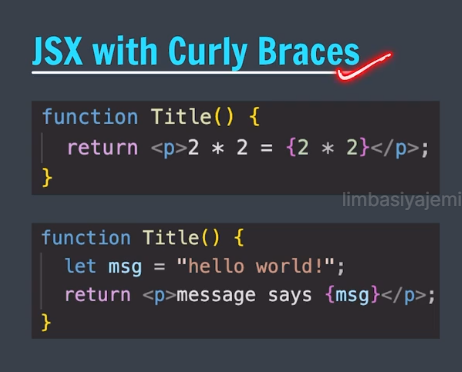 JSX with Curly Braces
function Title() {
return <p>2 * 2 = {2 * 2}</p>;
}
limbasiyajemi
function Title() {
let msg = "hello world!";
return <p>message says {msg}</p>;
}